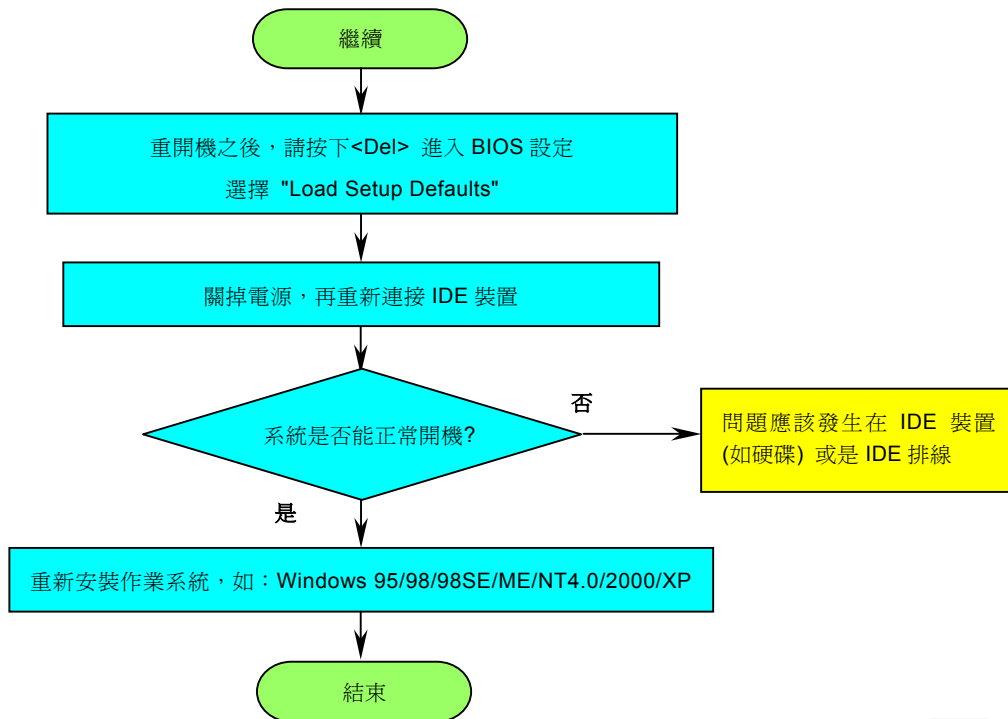 繼續
重開機之後，請按下<Del> 進入 BIOS 設定
選擇 "Load Setup Defaults"
關掉電源，再重新連接 IDE 裝置
系統是否能正常開機?
否
問題應該發生在 IDE 裝置
(如硬碟) 或是 IDE 排線
是
重新安裝作業系統，如：Windows 95/98/98SE/ME/NT4.0/2000/XP
結束